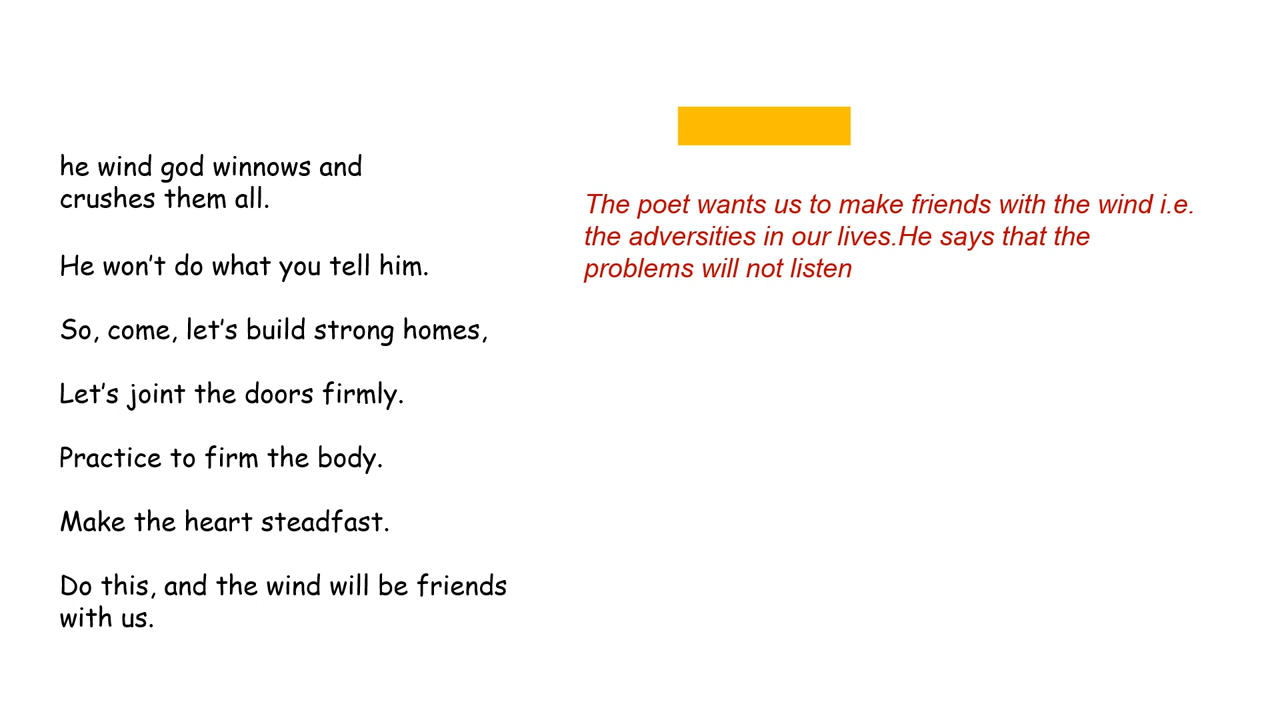 he wind god winnows and
crushes them all.
He won’t do what you tell him.
So, come, let’s build strong homes,
Let’s joint the doors firmly.
Practice to firm the body.
Make the heart steadfast.
Do this, and the wind will be friends
with us.
The poet wants us to make friends with the wind i.e.
the adversities in our lives.He says that the
problems will not listen